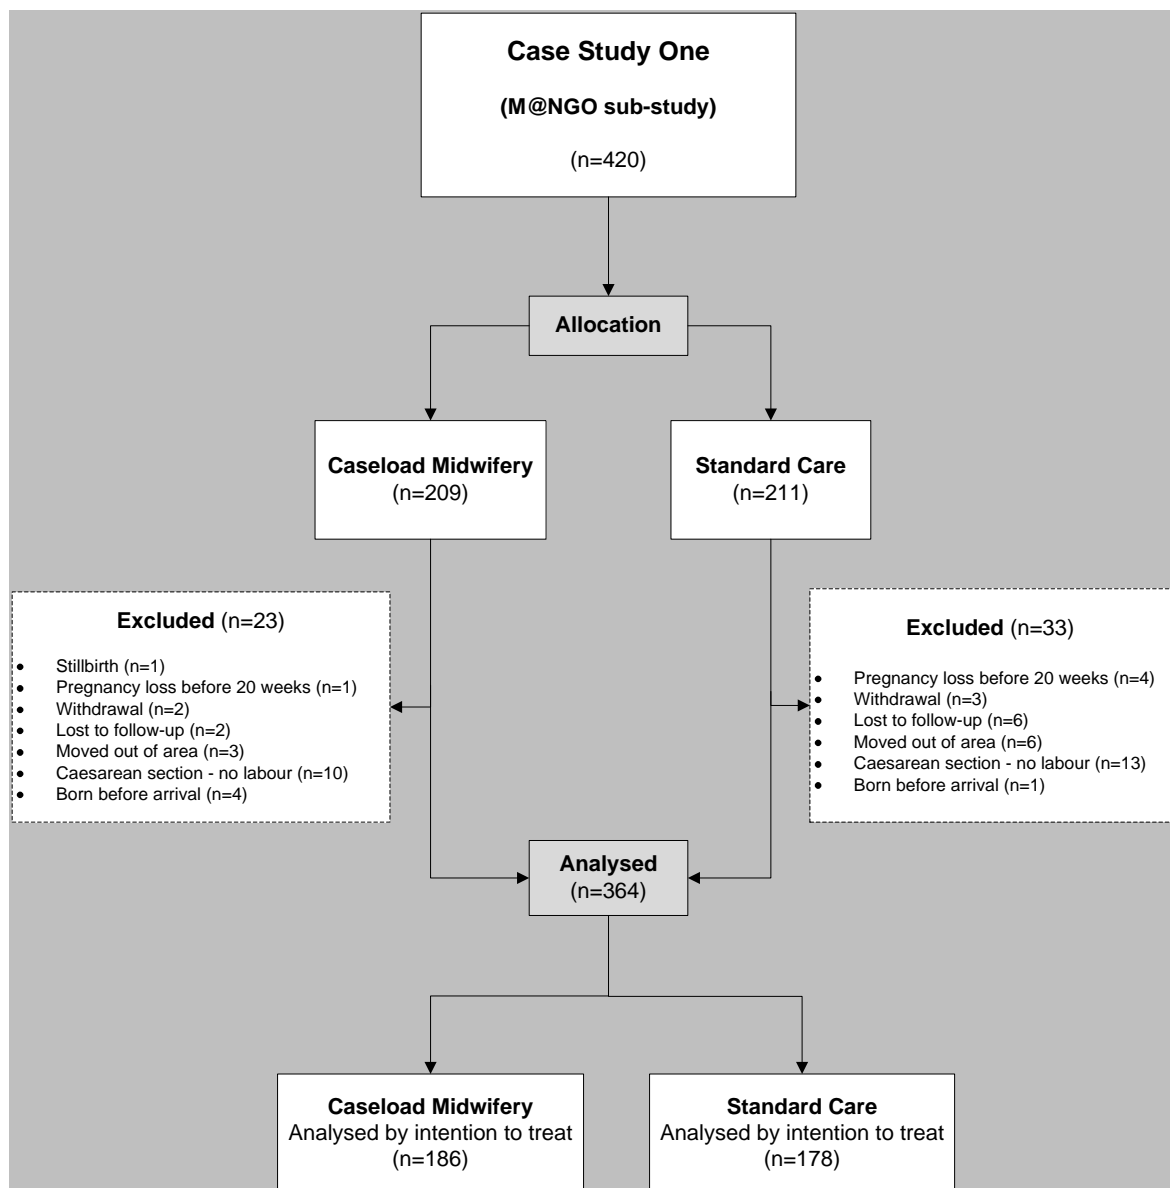 Case Study One
(M@NGO sub-study)
(n=420)
Allocation
Caseload Midwifery
(n=209)
Standard Care
(n=211)
Excluded (n=23)
• Stillbirth (n=1)
• Pregnancy loss before 20 weeks (n=1)
• Withdrawal (n=2)
• Lost to follow-up (n=2)
• Moved out of area (n=3)
• Caesarean section - no labour (n=10)
• Born before arrival (n=4)
Excluded (n=33)
• Pregnancy loss before 20 weeks (n=4)
• Withdrawal (n=3)
• Lost to follow-up (n=6)
• Moved out of area (n=6)
• Caesarean section - no labour (n=13)
• Born before arrival (n=1)
Analysed
(n=364)
Caseload Midwifery
Analysed by intention to treat
(n=186)
Standard Care
Analysed by intention to treat
(n=178)